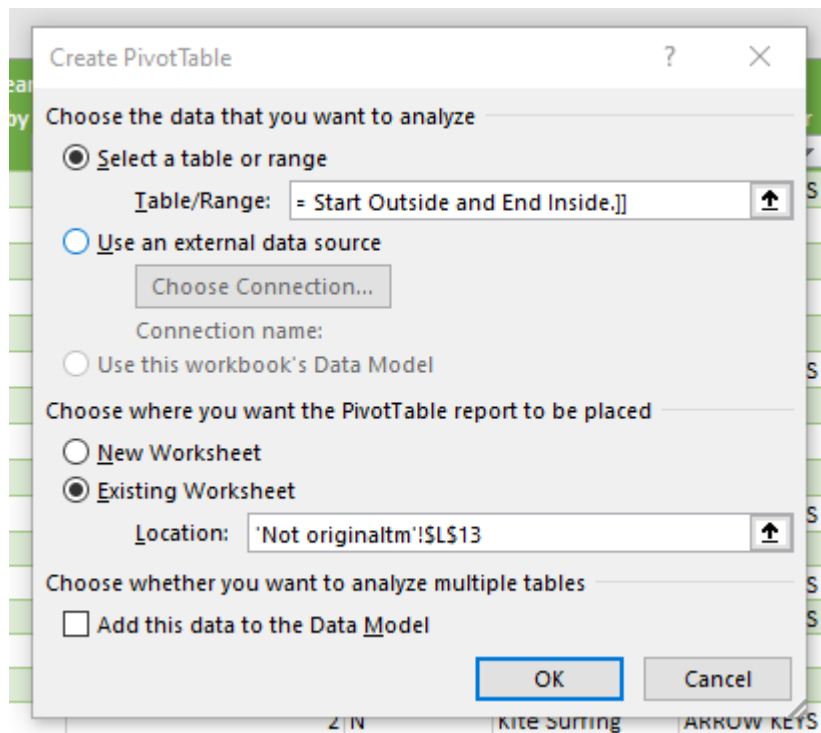 Create PivotTable ?
Choose the data that you want to analyze
Select a table or range
Table/Range: = Start Outside and End Inside.]]
Use an external data source
Choose Connection...
Connection name:
Use this workbook's Data Model
Choose where you want the PivotTable report to be placed
New Worksheet
Existing Worksheet
Location: 'Not originaltm'!$L$13
Choose whether you want to analyze multiple tables
Add this data to the Data Model
OK Cancel
2 N Kite Surfing ARROW KEYS